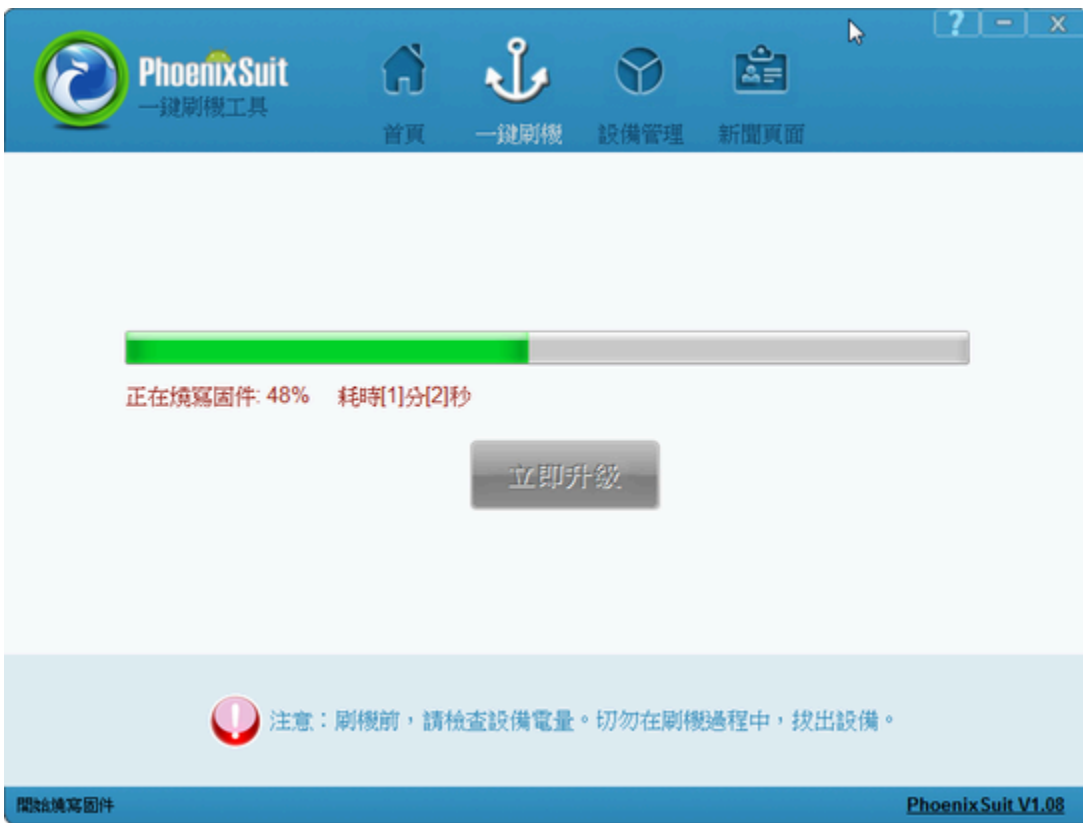 ? - x
PhoenixSuit
一鍵刷機工具
首頁 一鍵刷機 設備管理 新聞頁面
正在燒寫固件: 48% 耗時[1]分[2]秒
立即升级
注意：刷機前，請檢查設備電量。切勿在刷機過程中，拔出設備。
開始燒寫固件 PhoenixSuit V1.08